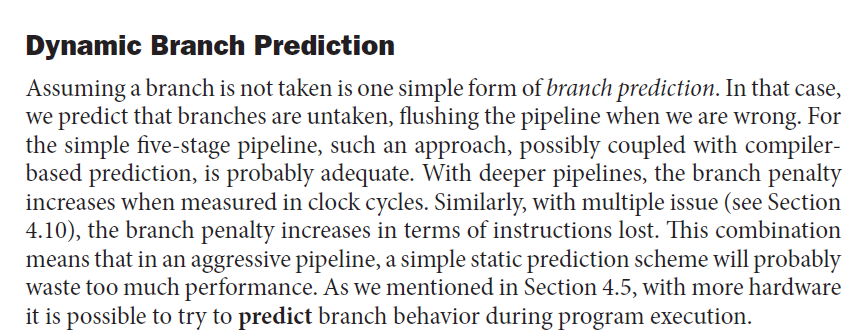 Dynamic Branch Prediction
Assuming a branch is not taken is one simple form of branch prediction. In that case,
we predict that branches are untaken, flushing the pipeline when we are wrong. For
the simple five-stage pipeline, such an approach, possibly coupled with compiler-
based prediction, is probably adequate. With deeper pipelines, the branch penalty
increases when measured in clock cycles. Similarly, with multiple issue (see Section
4.10), the branch penalty increases in terms of instructions lost. This combination
means that in an aggressive pipeline, a simple static prediction scheme will probably
waste too much performance. As we mentioned in Section 4.5, with more hardware
it is possible to try to predict branch behavior during program execution.